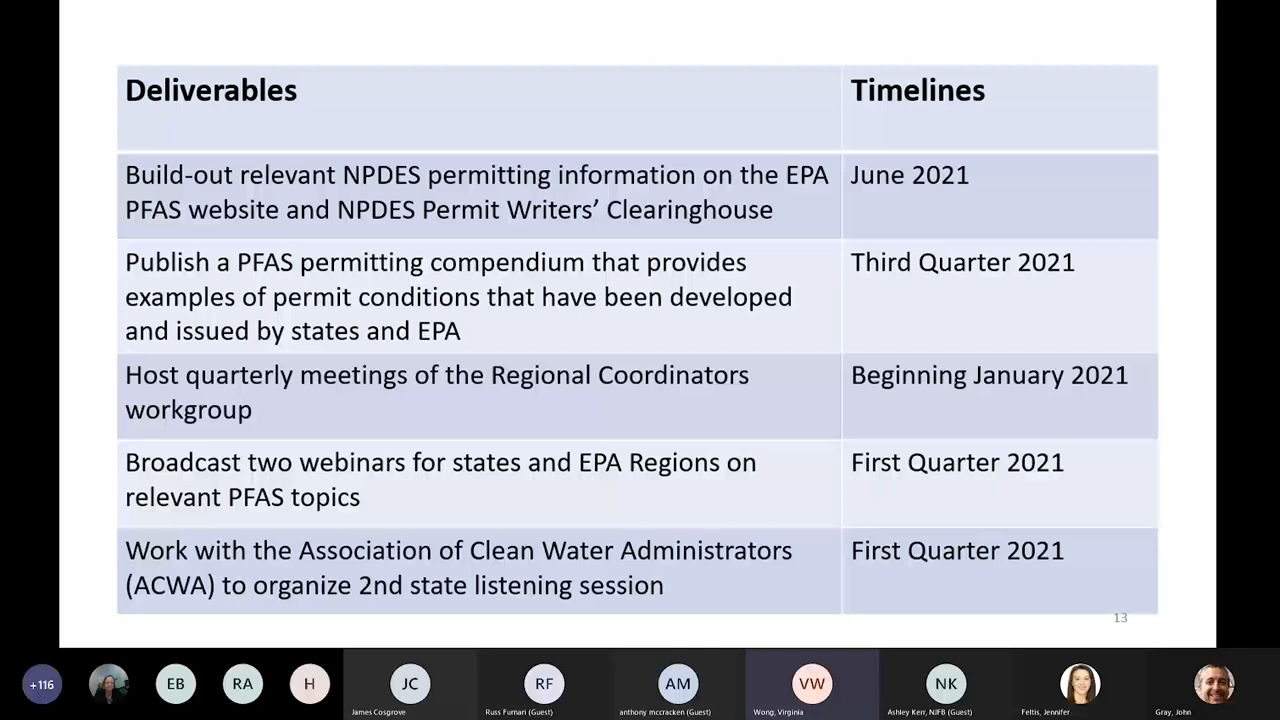 Deliverables
Timelines
Build-out relevant NPDES permitting information on the EPA
PFAS website and NPDES Permit Writers’ Clearinghouse
June 2021
Publish a PFAS permitting compendium that provides
examples of permit conditions that have been developed
and issued by states and EPA
Third Quarter 2021
Host quarterly meetings of the Regional Coordinators
workgroup
Beginning January 2021
Broadcast two webinars for states and EPA Regions on
relevant PFAS topics
First Quarter 2021
Work with the Association of Clean Water Administrators
(ACWA) to organize 2nd state listening session
First Quarter 2021
13
+116
EB
RA
H
JC
RF
AM
VW
NK
James Cosgrove
Russ Furnari (Guest)
anthony mccracken (Guest)
Wong, Virginia
Ashley Kerr, NJFB (Guest)
Feltis, Jennifer
Gray, John